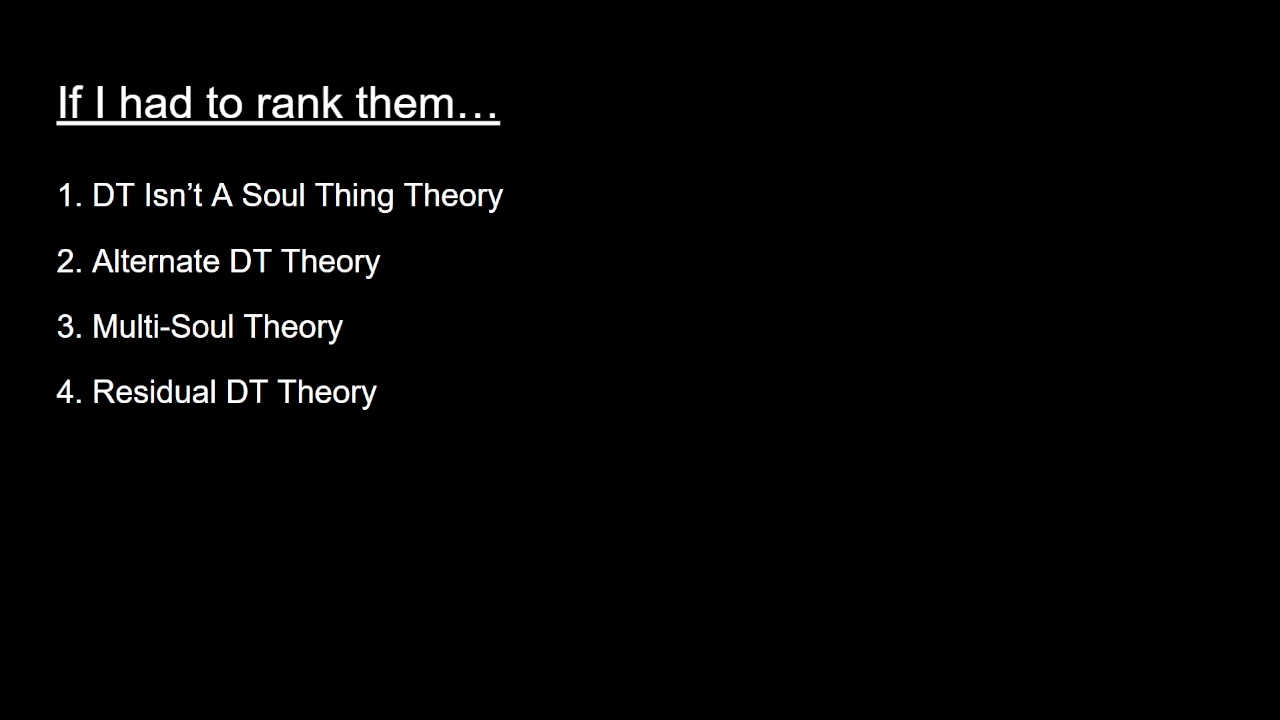 If I had to rank them…
1. DT Isn’t A Soul Thing Theory
2. Alternate DT Theory
3. Multi-Soul Theory
4. Residual DT Theory